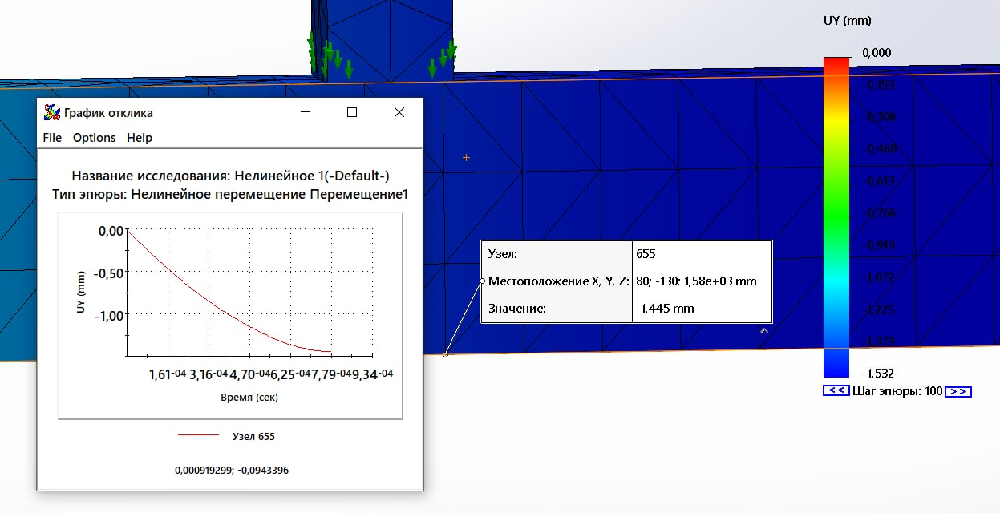 UY (mm)
0,000
-0,153
-0,306
-0,460
-0,613
-0,766
-0,919
-1,072
-1,225
-1,379
-1,532
<< Шаг эпюры: 100 >>
График отклика
File Options Help
Название исследования: Нелинейное 1(-Default-)
Тип эпюры: Нелинейное перемещение Перемещение1
0,00
-0,50
-1,00
UY (mm)
1,61-04 3,16-04 4,70-04 6,25-04 7,79-04 9,34-04
Время (сек)
Узел 655
0,000919299; -0,0943396
Узел: 655
Местоположение X, Y, Z: 80; -130; 1,58e+03 mm
Значение: -1,445 mm